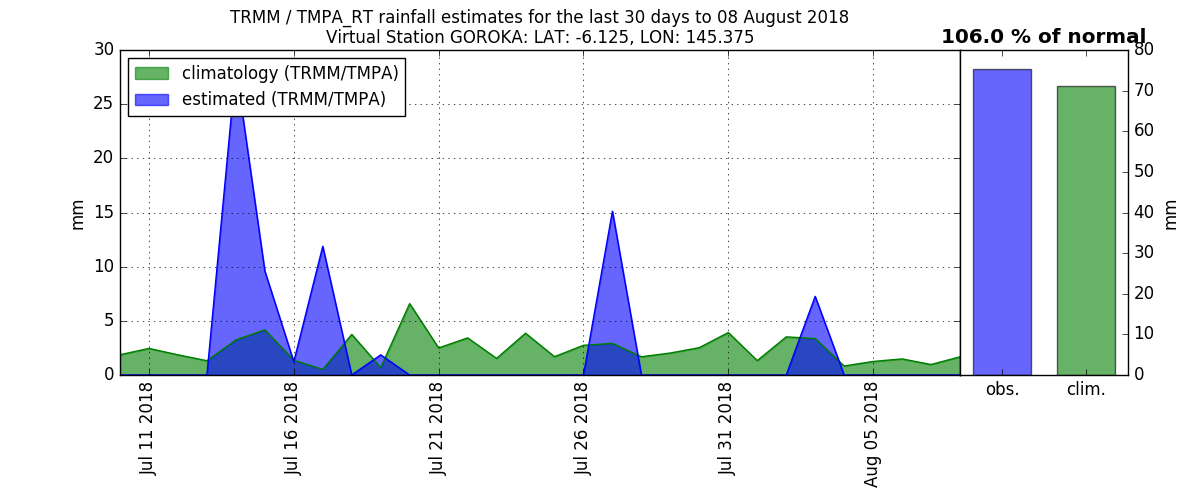 TRMM / TMPA_RT rainfall estimates for the last 30 days to 08 August 2018
Virtual Station GOROKA: LAT: -6.125, LON: 145.375
106.0 % of normal
climatology (TRMM/TMPA)
estimated (TRMM/TMPA)
30
25
20
15
10
5
0
mm
Jul 11 2018
Jul 16 2018
Jul 21 2018
Jul 26 2018
Jul 31 2018
Aug 05 2018
80
70
60
50
40
30
20
10
0
mm
obs.
clim.